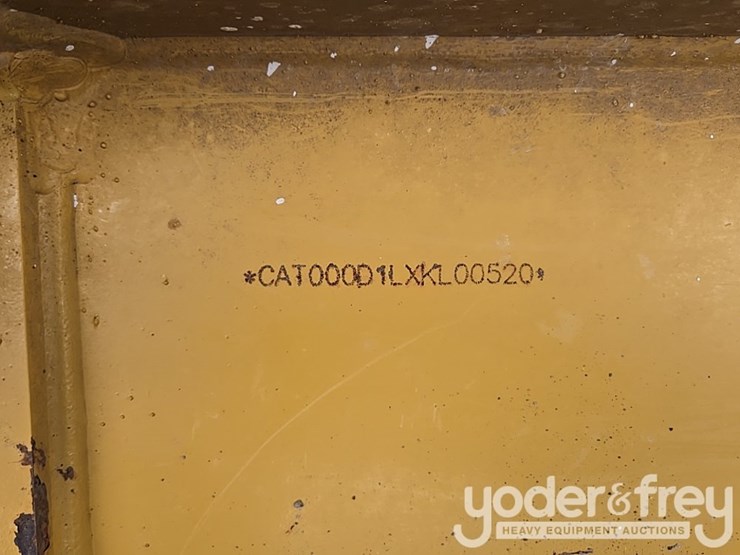 *CAT000D1LXKL00520*
yoder&frey
HEAVY EQUIPMENT AUCTIONS